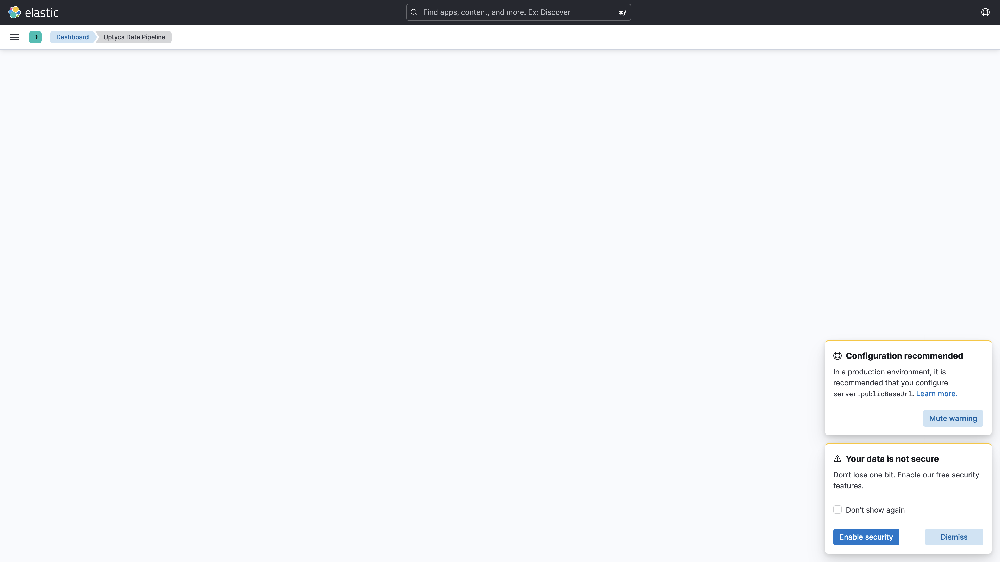 elastic
Find apps, content, and more. Ex: Discover
⌘/
D
Dashboard
Uptycs Data Pipeline
Configuration recommended
In a production environment, it is
recommended that you configure
server.publicBaseUrl. Learn more.
Mute warning
Your data is not secure
Don’t lose one bit. Enable our free security
features.
Don't show again
Enable security
Dismiss